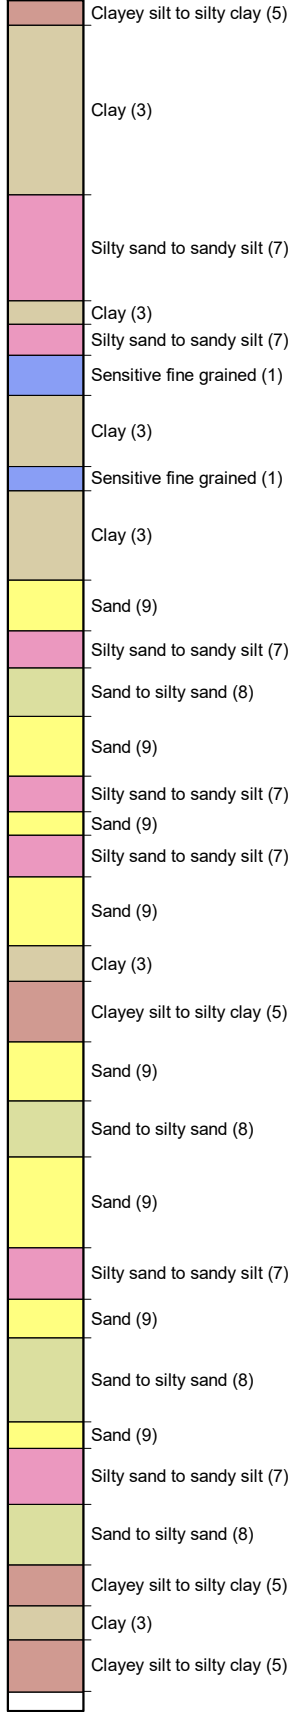 Clayey silt to silty clay (5)
Clay (3)
Silty sand to sandy silt (7)
Clay (3)
Silty sand to sandy silt (7)
Sensitive fine grained (1)
Clay (3)
Sensitive fine grained (1)
Clay (3)
Sand (9)
Silty sand to sandy silt (7)
Sand to silty sand (8)
Sand (9)
Silty sand to sandy silt (7)
Sand (9)
Silty sand to sandy silt (7)
Sand (9)
Clay (3)
Clayey silt to silty clay (5)
Sand (9)
Sand to silty sand (8)
Sand (9)
Silty sand to sandy silt (7)
Sand (9)
Sand to silty sand (8)
Sand (9)
Silty sand to sandy silt (7)
Sand to silty sand (8)
Clayey silt to silty clay (5)
Clay (3)
Clayey silt to silty clay (5)